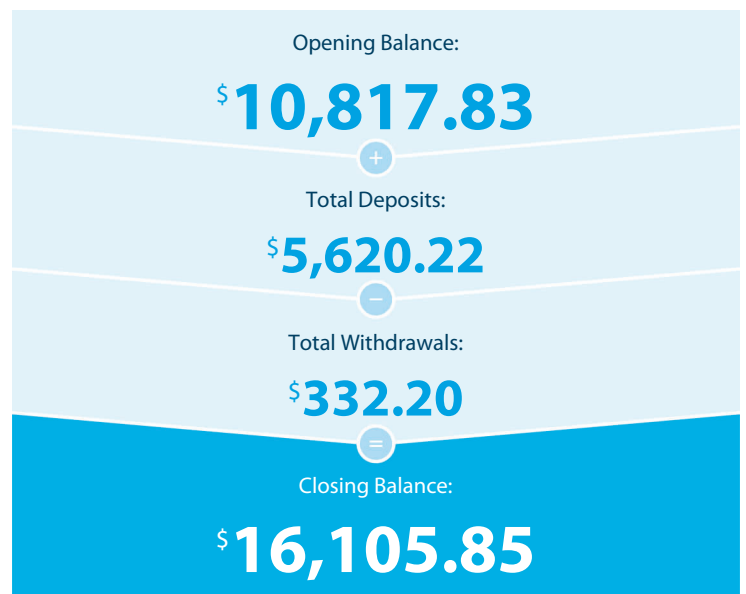 Opening Balance:
$10,817.83
+
Total Deposits:
$5,620.22
−
Total Withdrawals:
$332.20
=
Closing Balance:
$16,105.85